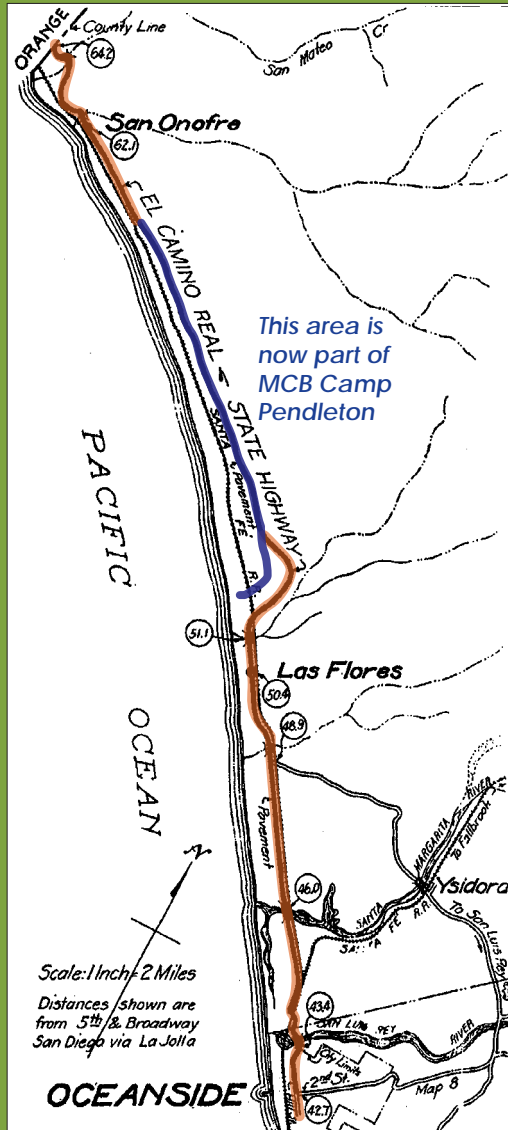 ORANGE
County Line
64.2
San Mateo Cr
San Onofre
62.1
EL CAMINO REAL
STATE HIGHWAY
This area is
now part of
MCB Camp
Pendleton
SANTA
FE
R.
Pavement
PACIFIC
OCEAN
51.1
Las Flores
50.4
48.9
Pavement
MARGARITA RIVER
To Fallbrook
Ysidora
46.0
SANTA
FE
R.R.
To San Luis Rey
N
Scale: 1 Inch = 2 Miles
Distances shown are
from 5th & Broadway
San Diego via La Jolla
43.4
SAN LUIS REY
RIVER
City Limits
2nd St.
Map 8
OCEANSIDE
Hill St.
42.7